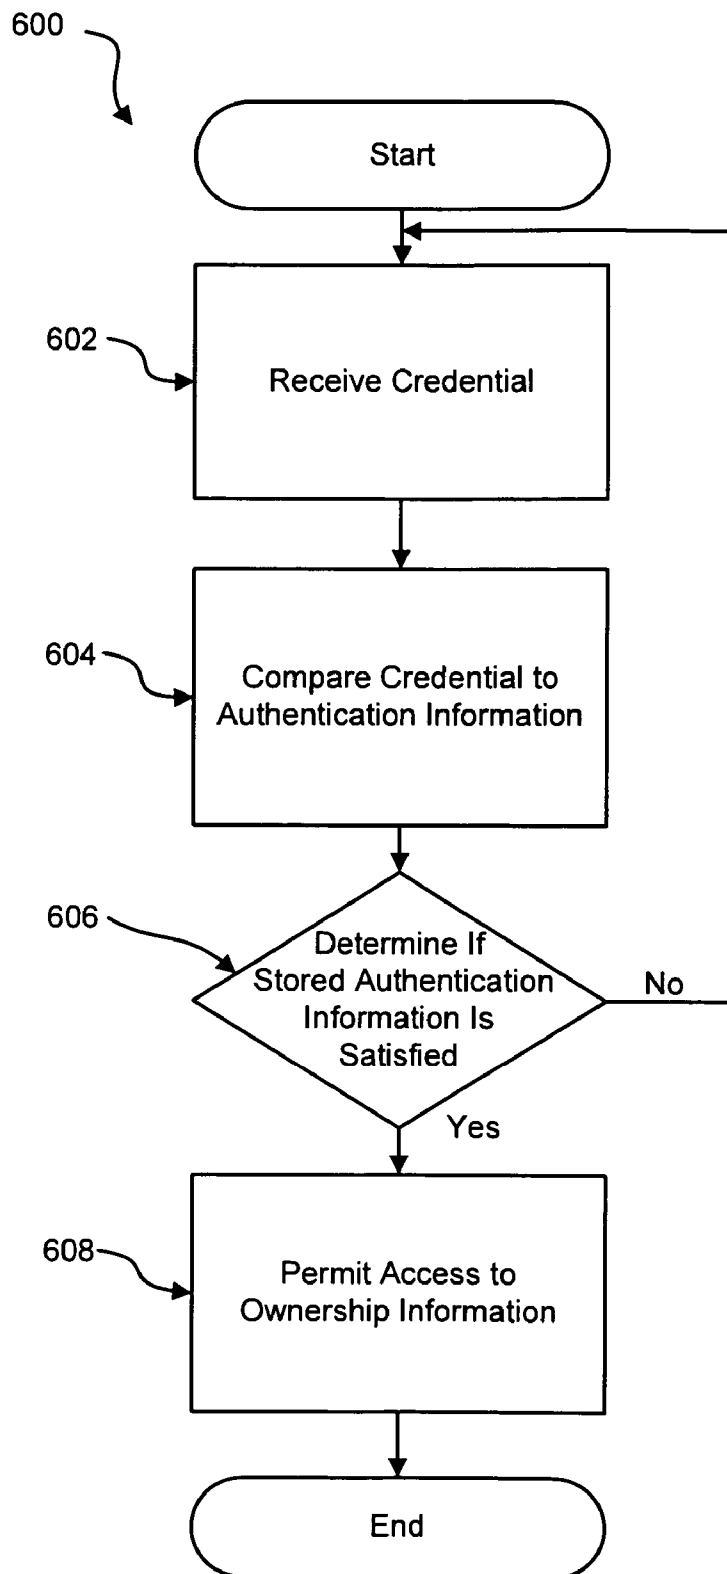 600
Start
602
Receive Credential
604
Compare Credential to
Authentication Information
606
Determine If
Stored Authentication
Information Is
Satisfied
No
Yes
608
Permit Access to
Ownership Information
End